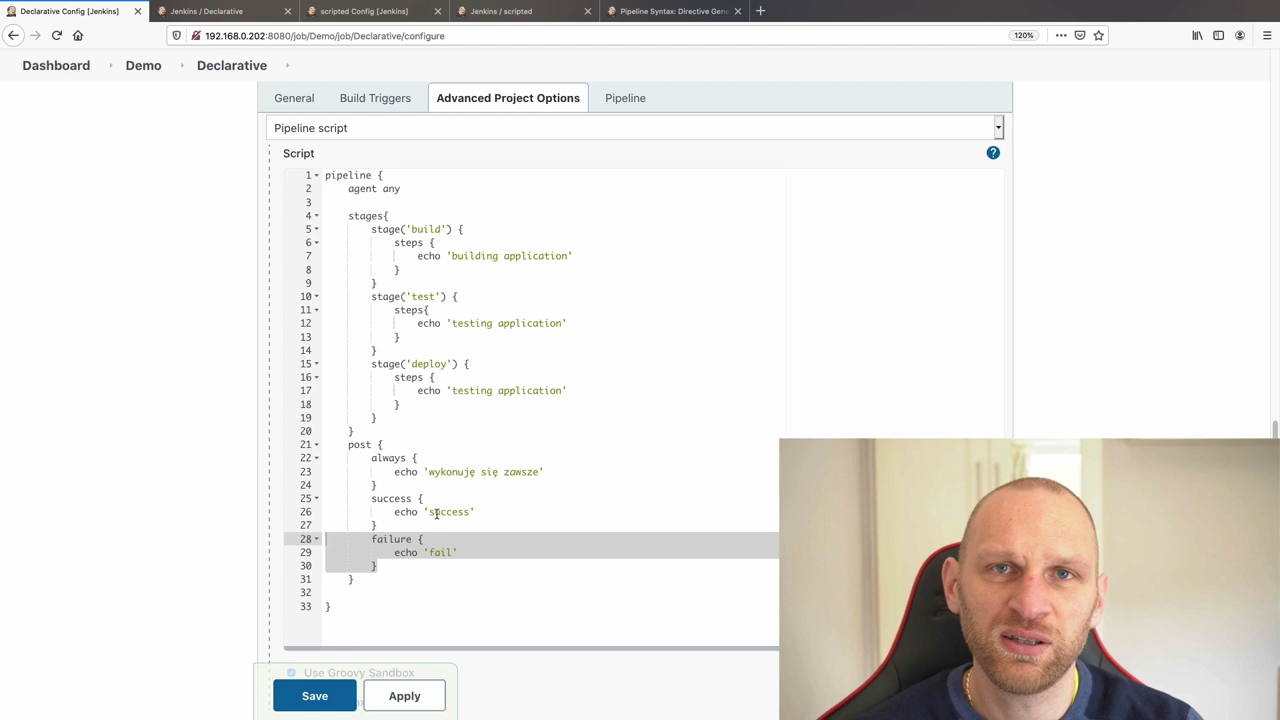 Declarative Config [Jenkins]
Jenkins / Declarative
scripted Config [Jenkins]
Jenkins / scripted
Pipeline Syntax: Directive Gene
192.168.0.202:8080/job/Demo/job/Declarative/configure
120%
Dashboard
Demo
Declarative
General
Build Triggers
Advanced Project Options
Pipeline
Pipeline script
Script
?
1 pipeline {
2 agent any
3
4 stages{
5 stage('build') {
6 steps {
7 echo 'building application'
8 }
9 }
10 stage('test') {
11 steps{
12 echo 'testing application'
13 }
14 }
15 stage('deploy') {
16 steps {
17 echo 'testing application'
18 }
19 }
20 }
21 post {
22 always {
23 echo 'wykonuję się zawsze'
24 }
25 success {
26 echo 'success'
27 }
28 failure {
29 echo 'fail'
30 }
31 }
32
33 }
Use Groovy Sandbox
Save
Apply